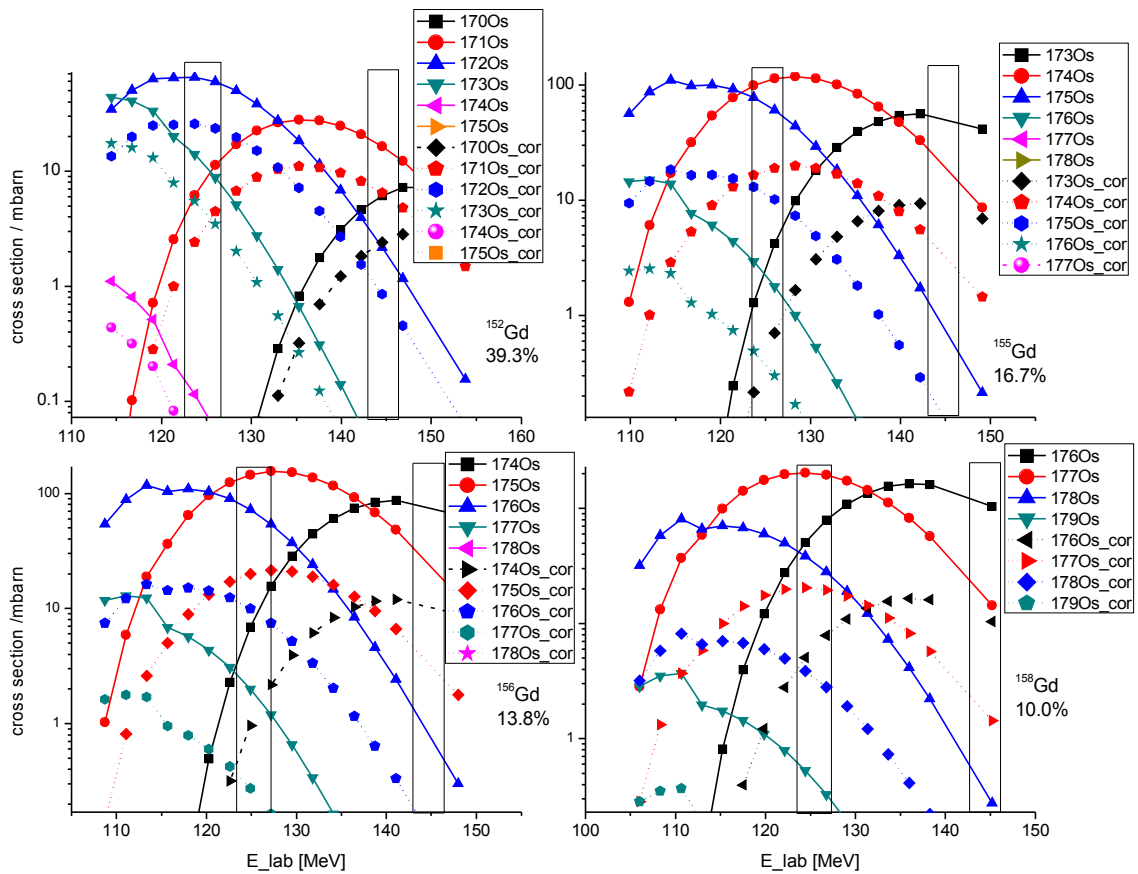 170Os
171Os
172Os
173Os
174Os
175Os
170Os_cor
171Os_cor
172Os_cor
173Os_cor
174Os_cor
175Os_cor
10
1
0.1
cross section / mbarn
152Gd
39.3%
110 120 130 140 150 160
173Os
174Os
175Os
176Os
177Os
178Os
173Os_cor
174Os_cor
175Os_cor
176Os_cor
177Os_cor
100
10
1
155Gd
16.7%
110 120 130 140 150
174Os
175Os
176Os
177Os
178Os
174Os_cor
175Os_cor
176Os_cor
177Os_cor
178Os_cor
100
10
1
cross section /mbarn
156Gd
13.8%
110 120 130 140 150
E_lab [MeV]
176Os
177Os
178Os
179Os
176Os_cor
177Os_cor
178Os_cor
179Os_cor
100
10
1
158Gd
10.0%
100 110 120 130 140 150
E_lab [MeV]